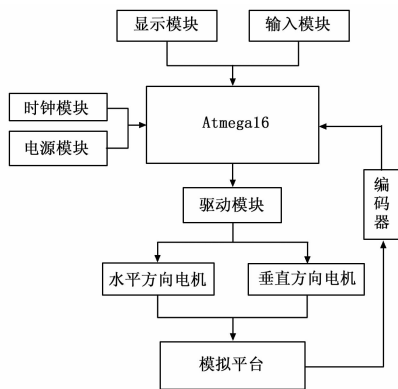 显示模块
输入模块
时钟模块
Atmega16
电源模块
编码器
驱动模块
水平方向电机
垂直方向电机
模拟平台